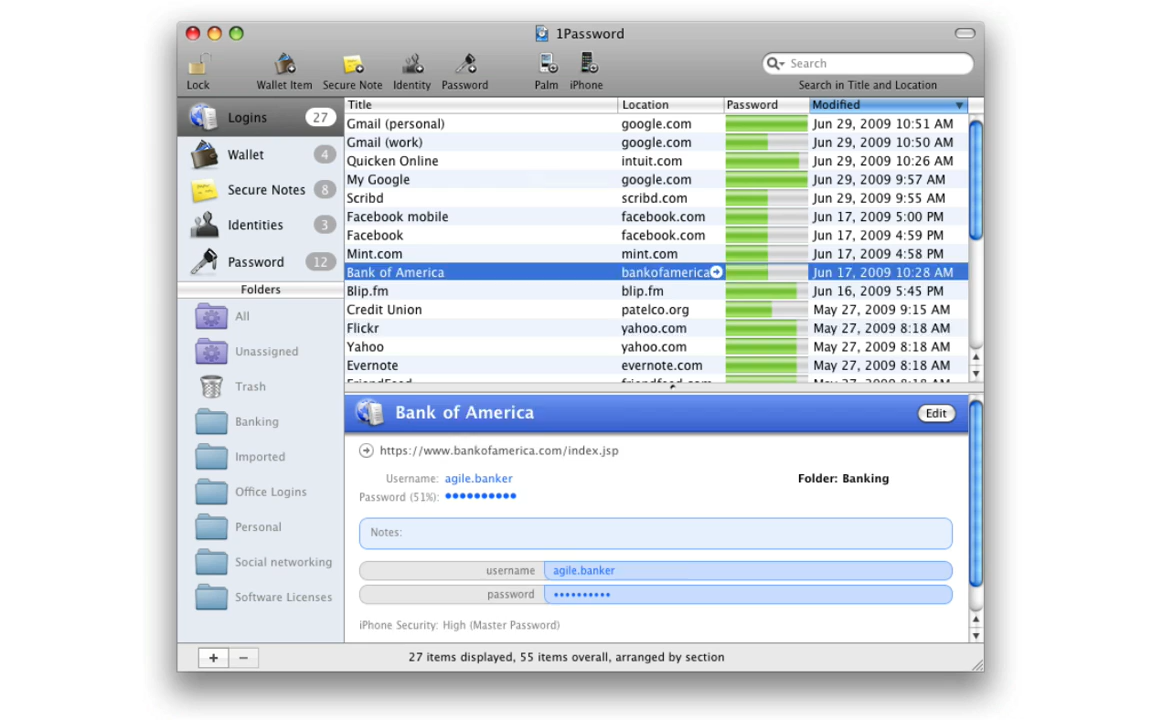 1Password
Lock
Wallet Item
Secure Note
Identity
Password
Palm
iPhone
Search
Search in Title and Location
Logins 27
Wallet 4
Secure Notes 8
Identities 3
Password 12
Folders
All
Unassigned
Trash
Banking
Imported
Office Logins
Personal
Social networking
Software Licenses
Title Location Password Modified
Gmail (personal) google.com Jun 29, 2009 10:51 AM
Gmail (work) google.com Jun 29, 2009 10:50 AM
Quicken Online intuit.com Jun 29, 2009 10:26 AM
My Google google.com Jun 29, 2009 9:57 AM
Scribd scribd.com Jun 29, 2009 9:55 AM
Facebook mobile facebook.com Jun 17, 2009 5:00 PM
Facebook facebook.com Jun 17, 2009 4:59 PM
Mint.com mint.com Jun 17, 2009 4:58 PM
Bank of America bankofamerica Jun 17, 2009 10:28 AM
Blip.fm blip.fm Jun 16, 2009 5:45 PM
Credit Union patelco.org May 27, 2009 9:15 AM
Flickr yahoo.com May 27, 2009 8:18 AM
Yahoo yahoo.com May 27, 2009 8:18 AM
Evernote evernote.com May 27, 2009 8:18 AM
FriendFeed friendfeed.com May 27, 2009 8:18 AM
Bank of America
Edit
https://www.bankofamerica.com/index.jsp
Username: agile.banker Folder: Banking
Password (51%): ••••••••••
Notes:
username agile.banker
password ••••••••••
iPhone Security: High (Master Password)
+ −
27 items displayed, 55 items overall, arranged by section